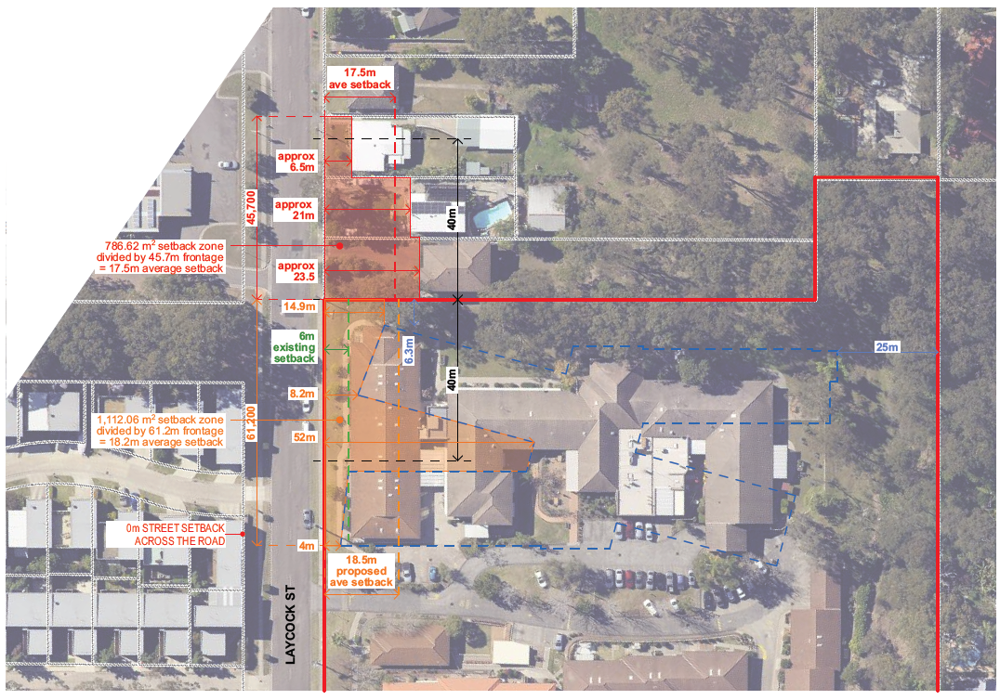 17.5m
ave setback
approx
6.5m
45,700
approx
21m
40m
786.62 m² setback zone
divided by 45.7m frontage
= 17.5m average setback
approx
23.5
14.9m
6m
existing
setback
6.3m
25m
40m
8.2m
61,200
1,112.06 m² setback zone
divided by 61.2m frontage
= 18.2m average setback
52m
0m STREET SETBACK
ACROSS THE ROAD
4m
18.5m
proposed
ave setback
LAYCOCK ST